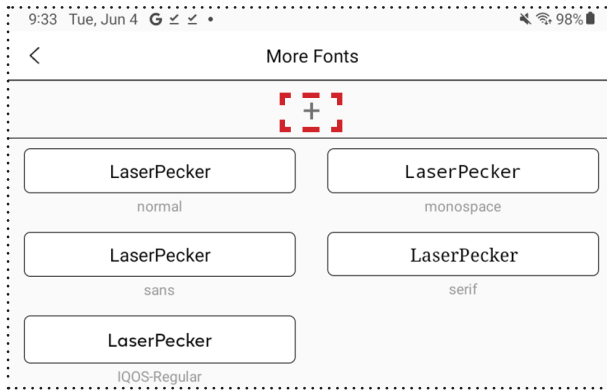 9:33 Tue, Jun 4 G • 98%
More Fonts
+
LaserPecker LaserPecker
normal monospace
LaserPecker LaserPecker
sans serif
LaserPecker
IQOS-Regular